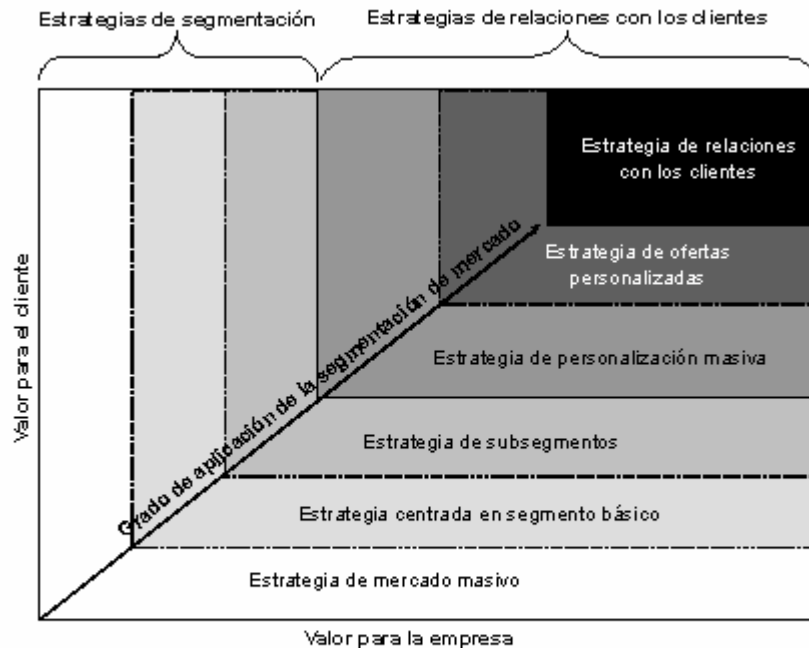 Estrategias de segmentación
Estrategias de relaciones con los clientes
Estrategia de relaciones
con los clientes
Estrategia de ofertas
personalizadas
Estrategia de personalización masiva
Estrategia de subsegmentos
Estrategia centrada en segmento básico
Estrategia de mercado masivo
Grado de aplicación de la segmentación de mercado
Valor para el cliente
Valor para la empresa